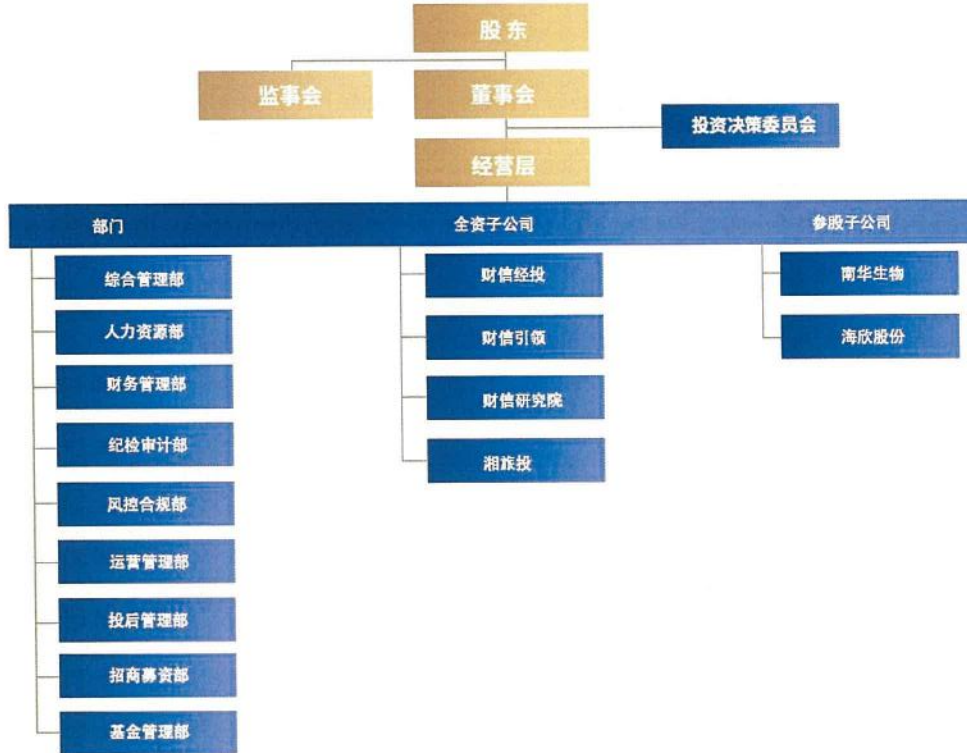 股东
监事会
董事会
投资决策委员会
经营层
部门
全资子公司
参股子公司
综合管理部
财信经投
南华生物
人力资源部
财信引领
海欣股份
财务管理部
财信研究院
纪检审计部
湘旅投
风控合规部
运营管理部
投后管理部
招商募资部
基金管理部